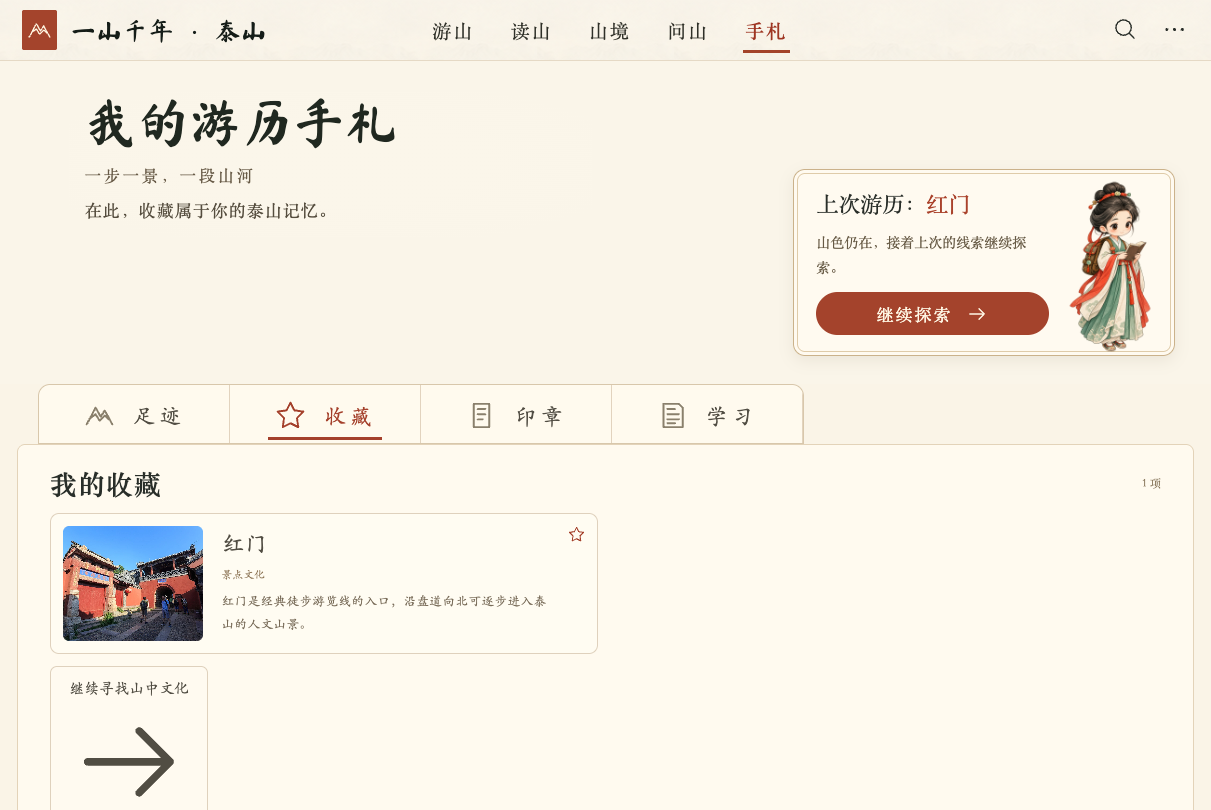 一山千年 · 泰山
游山 读山 山境 问山 手札
我的游历手札
一步一景，一段山河
在此，收藏属于你的泰山记忆。
上次游历：红门
山色仍在，接着上次的线索继续探
索。
继续探索
足迹 收藏 印章 学习
我的收藏
1 项
红门
景点文化
红门是经典徒步游览线的入口，沿盘道向北可逐步进入泰
山的人文山景。
继续寻找山中文化